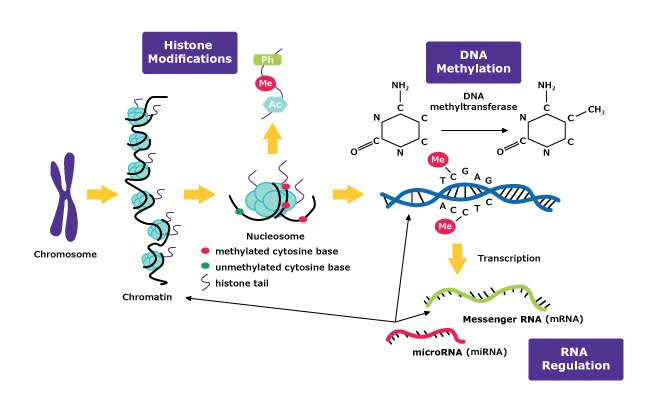 Histone
Modifications
Ph
Me
Ac
DNA
Methylation
NH₂
N
C
C
N
O
DNA
methyltransferase
NH₂
N
C
CH₃
C
N
O
Me
T C G A G
A C C T C
Me
Chromosome
Chromatin
Nucleosome
methylated cytosine base
unmethylated cytosine base
histone tail
Transcription
Messenger RNA (mRNA)
microRNA (miRNA)
RNA
Regulation